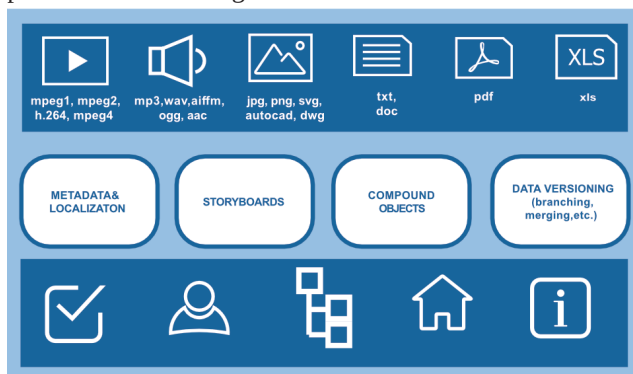 XLS
mpeg1, mpeg2,
h.264, mpeg4
mp3,wav,aiffm,
ogg, aac
jpg, png, svg,
autocad, dwg
txt,
doc
pdf
xls
METADATA&
LOCALIZATON
STORYBOARDS
COMPOUND
OBJECTS
DATA VERSIONING
(branching,
merging,etc.)
i